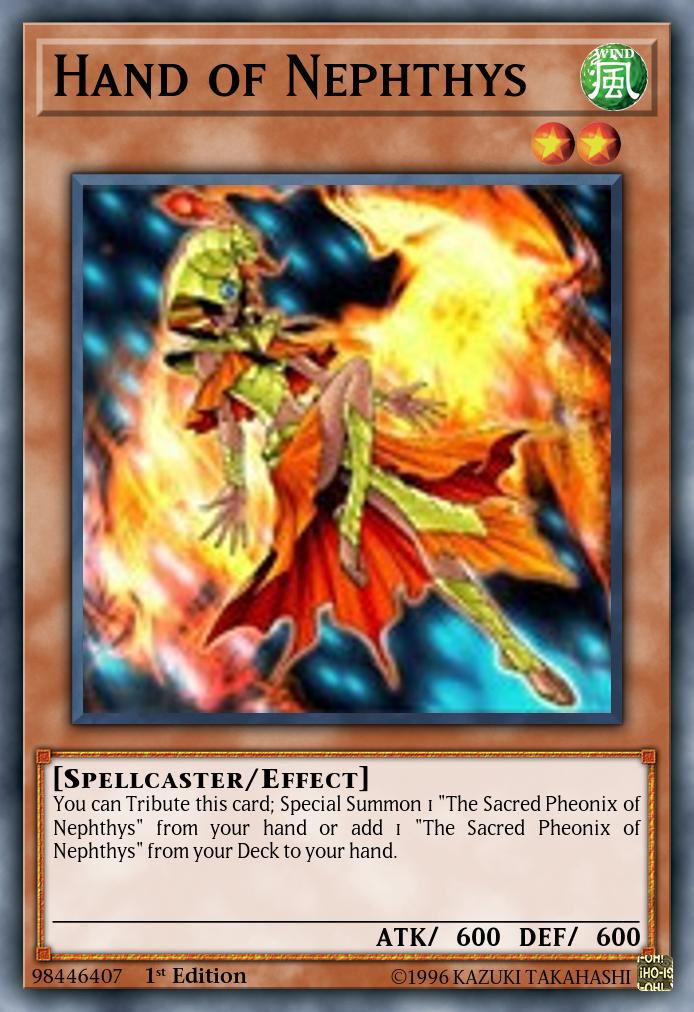 Hand of Nephthys
WIND
風
[Spellcaster/Effect]
You can Tribute this card; Special Summon 1 "The Sacred Pheonix of
Nephthys" from your hand or add 1 "The Sacred Pheonix of
Nephthys" from your Deck to your hand.
ATK/ 600 DEF/ 600
98446407 1st Edition ©1996 KAZUKI TAKAHASHI